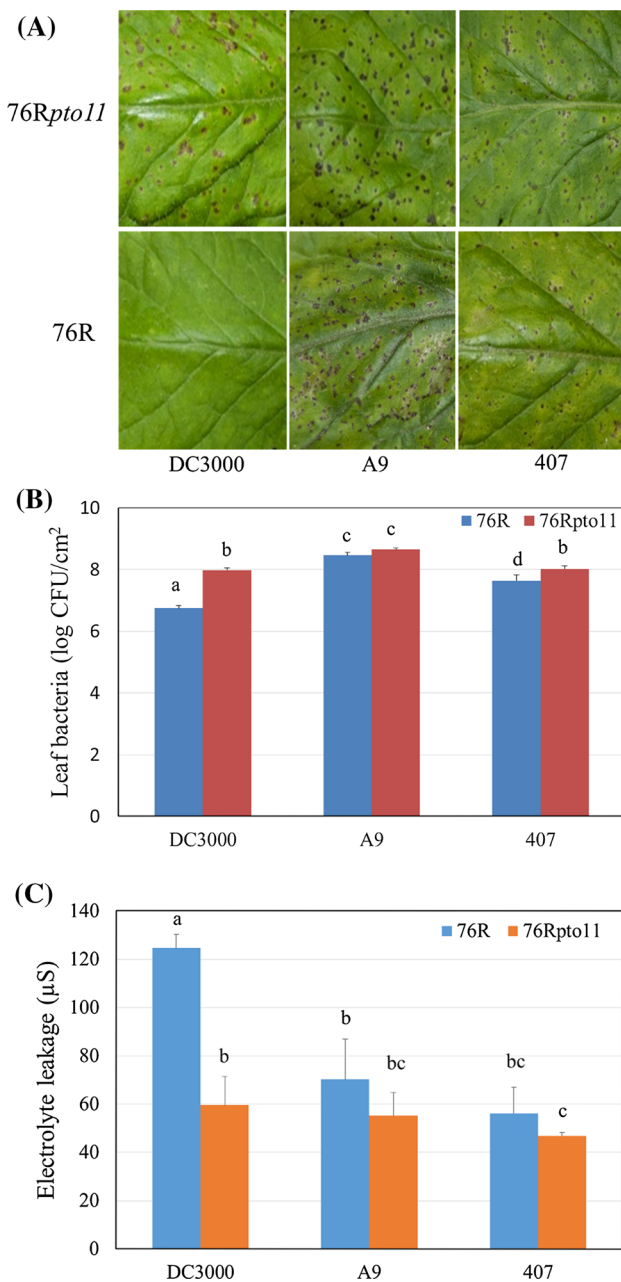 (A)
76Rpto11
76R
DC3000 A9 407
(B)
76R 76Rpto11
Leaf bacteria (log CFU/cm²)
10
8
6
4
2
0
a b c c d b
DC3000 A9 407
(C)
76R 76Rpto11
Electrolyte leakage (µS)
140
120
100
80
60
40
20
0
a b b bc bc c
DC3000 A9 407